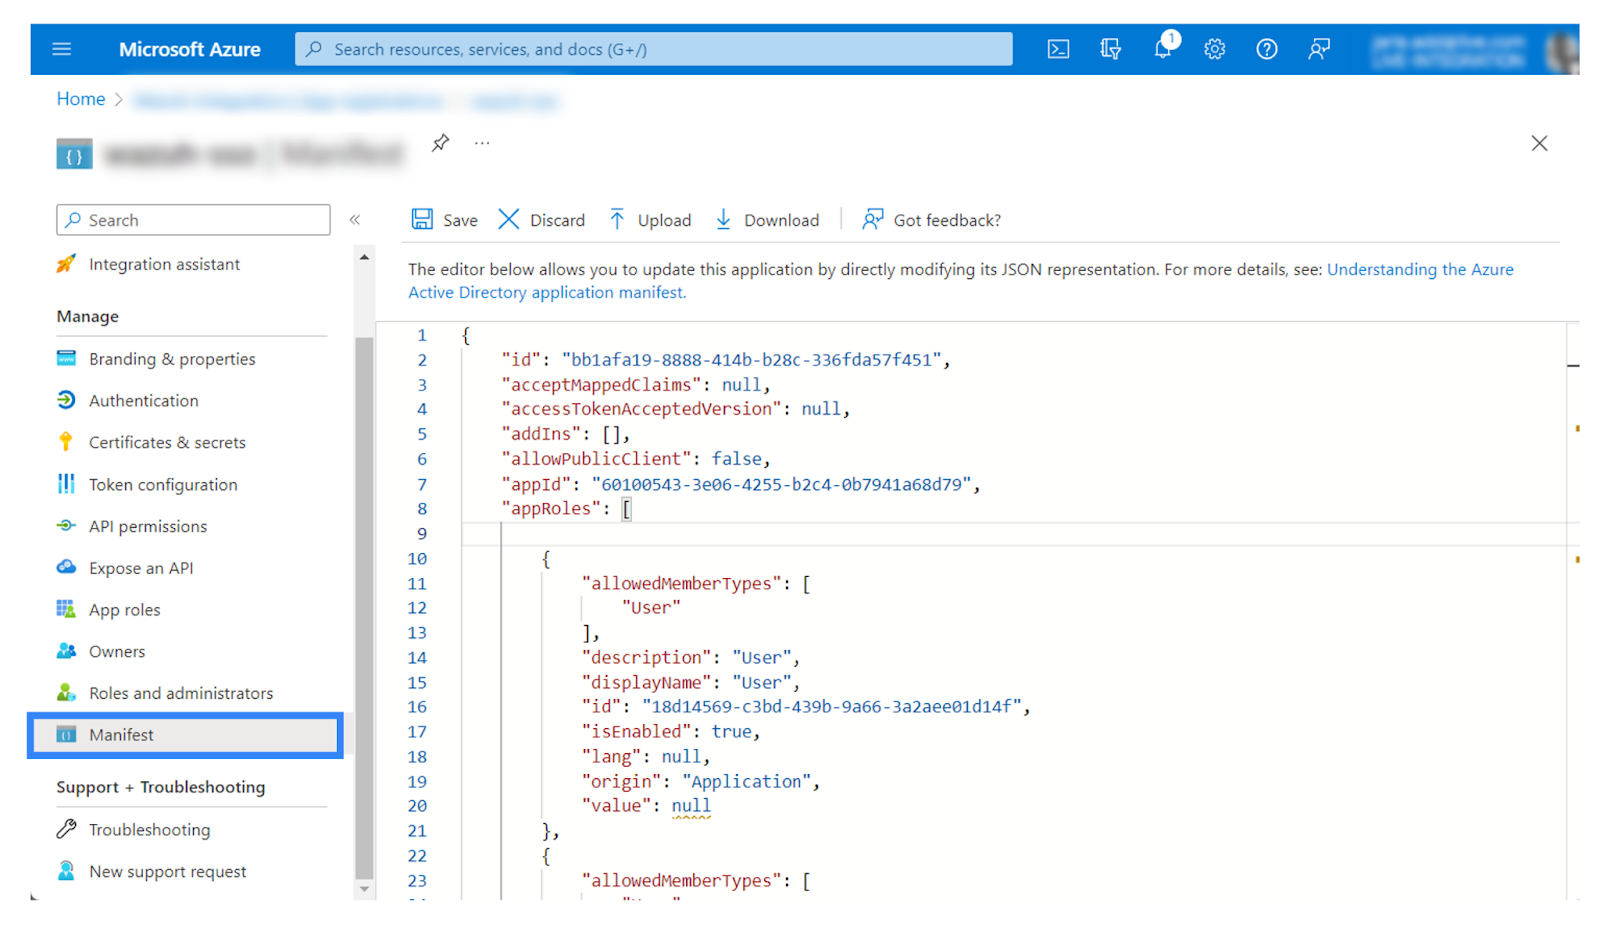 Microsoft Azure
Search resources, services, and docs (G+/)
1
Home
Search
Save Discard Upload Download Got feedback?
Integration assistant
Manage
Branding & properties
Authentication
Certificates & secrets
Token configuration
API permissions
Expose an API
App roles
Owners
Roles and administrators
Manifest
Support + Troubleshooting
Troubleshooting
New support request
The editor below allows you to update this application by directly modifying its JSON representation. For more details, see: Understanding the Azure
Active Directory application manifest.
1 {
2 "id": "bb1afa19-8888-414b-b28c-336fda57f451",
3 "acceptMappedClaims": null,
4 "accessTokenAcceptedVersion": null,
5 "addIns": [],
6 "allowPublicClient": false,
7 "appId": "60100543-3e06-4255-b2c4-0b7941a68d79",
8 "appRoles": [
9
10 {
11 "allowedMemberTypes": [
12 "User"
13 ],
14 "description": "User",
15 "displayName": "User",
16 "id": "18d14569-c3bd-439b-9a66-3a2aee01d14f",
17 "isEnabled": true,
18 "lang": null,
19 "origin": "Application",
20 "value": null
21 },
22 {
23 "allowedMemberTypes": [